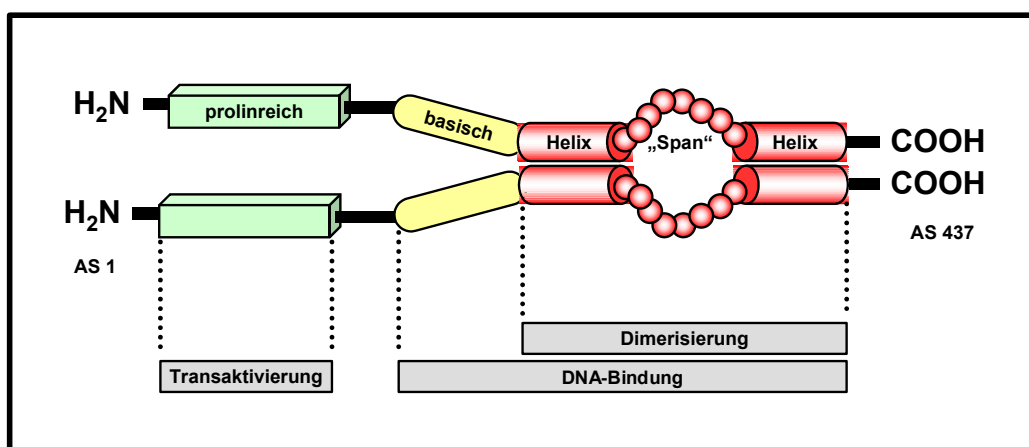 H2N
prolinreich
basisch
Helix
„Span“
Helix
COOH
H2N
COOH
AS 1
AS 437
Dimerisierung
Transaktivierung
DNA-Bindung